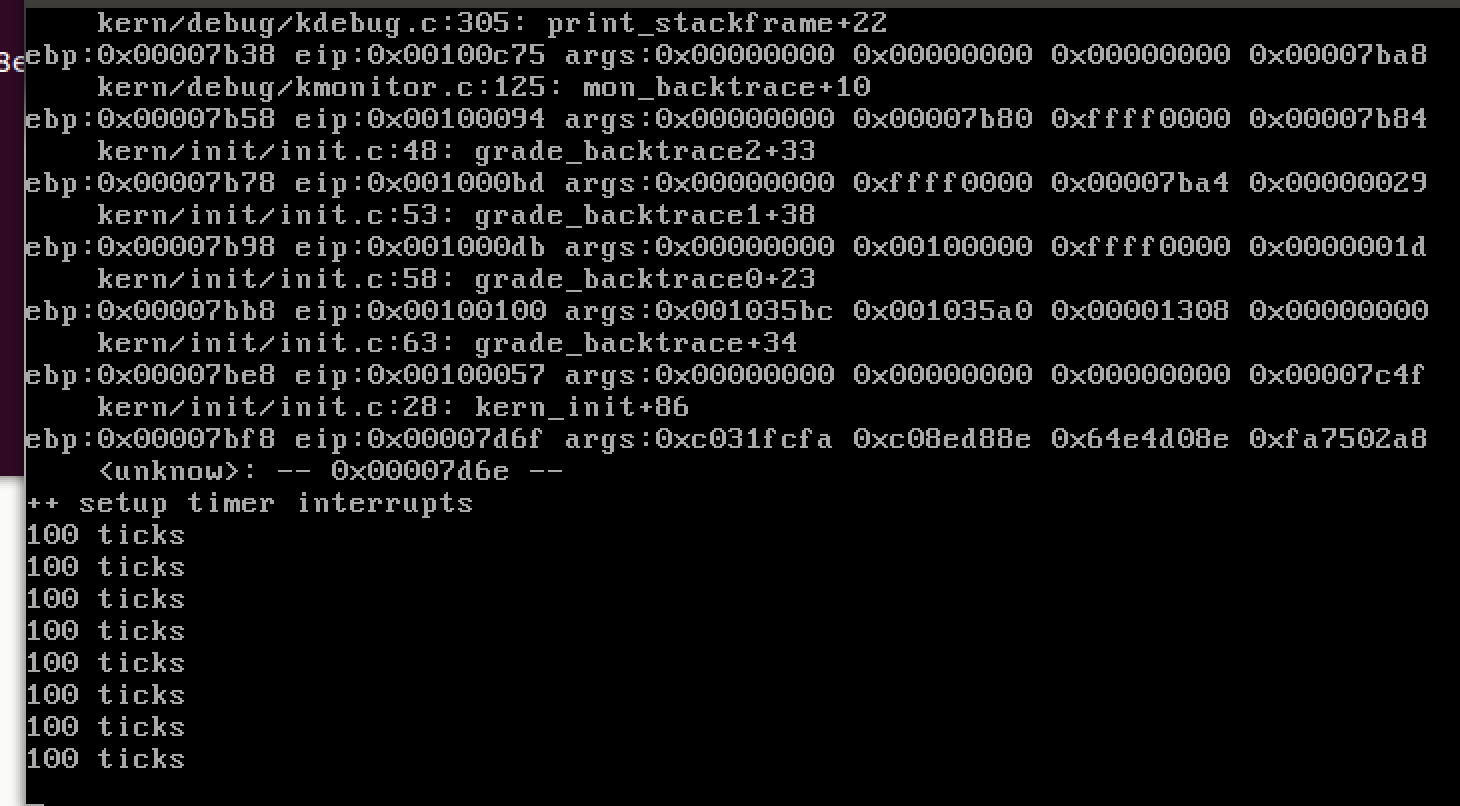 kern/debug/kdebug.c:305: print_stackframe+22
ebp:0x00007b38 eip:0x00100c75 args:0x00000000 0x00000000 0x00000000 0x00007ba8
kern/debug/kmonitor.c:125: mon_backtrace+10
ebp:0x00007b58 eip:0x00100094 args:0x00000000 0x00007b80 0xffff0000 0x00007b84
kern/init/init.c:48: grade_backtrace2+33
ebp:0x00007b78 eip:0x001000bd args:0x00000000 0xffff0000 0x00007ba4 0x00000029
kern/init/init.c:53: grade_backtrace1+38
ebp:0x00007b98 eip:0x001000db args:0x00000000 0x00100000 0xffff0000 0x0000001d
kern/init/init.c:58: grade_backtrace0+23
ebp:0x00007bb8 eip:0x00100100 args:0x001035bc 0x001035a0 0x00001308 0x00000000
kern/init/init.c:63: grade_backtrace+34
ebp:0x00007be8 eip:0x00100057 args:0x00000000 0x00000000 0x00000000 0x00007c4f
kern/init/init.c:28: kern_init+86
ebp:0x00007bf8 eip:0x00007d6f args:0xc031fcfa 0xc08ed88e 0x64e4d08e 0xfa7502a8
<unknow>: -- 0x00007d6e --
++ setup timer interrupts
100 ticks
100 ticks
100 ticks
100 ticks
100 ticks
100 ticks
100 ticks
100 ticks